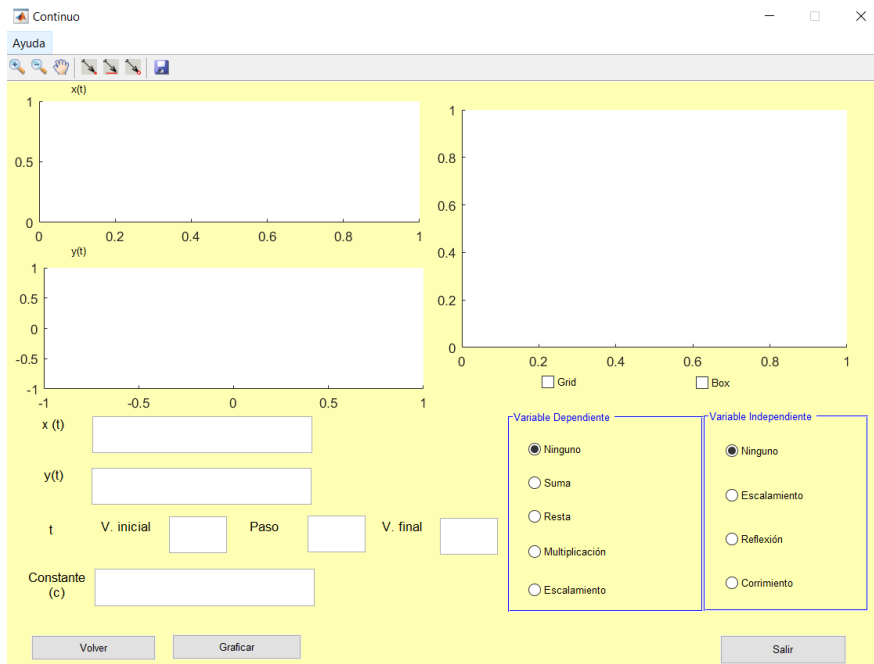 Continuo
Ayuda
x(t)
1
0.5
0
0 0.2 0.4 0.6 0.8 1
y(t)
1
0.5
0
-0.5
-1
-1 -0.5 0 0.5 1
1
0.8
0.6
0.4
0.2
0
0 0.2 0.4 0.6 0.8 1
Grid Box
x (t)
y(t)
t V. inicial Paso V. final
Constante
(c)
Variable Dependiente
Ninguno
Suma
Resta
Multiplicación
Escalamiento
Variable Independiente
Ninguno
Escalamiento
Reflexión
Corrimiento
Volver Graficar Salir